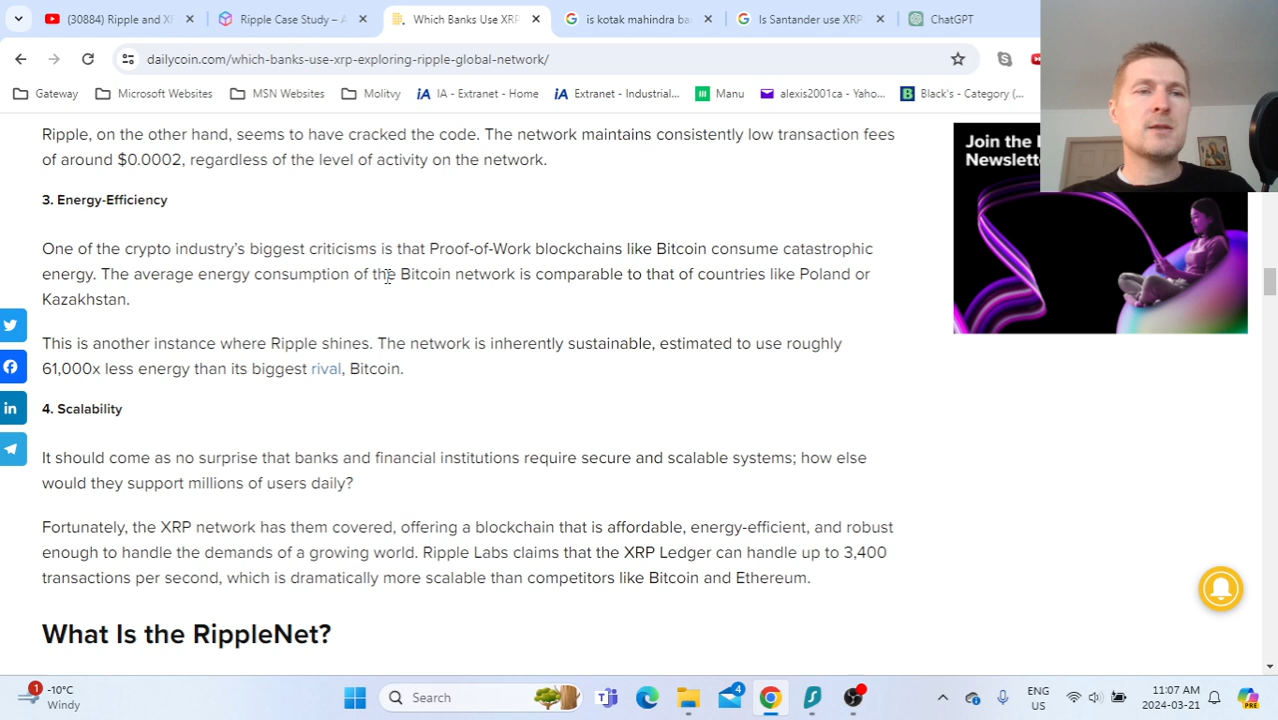 (30884) Ripple and XF
Ripple Case Study – A
Which Banks Use XRP
is kotak mahindra ba
Is Santander use XRP
ChatGPT
dailycoin.com/which-banks-use-xrp-exploring-ripple-global-network/
Gateway
Microsoft Websites
MSN Websites
Molitvy
iA IA - Extranet - Home
iA Extranet - Industrial...
Manu
alexis2001ca - Yaho...
B Black's - Category (...
Ripple, on the other hand, seems to have cracked the code. The network maintains consistently low transaction fees
of around $0.0002, regardless of the level of activity on the network.
Join the
Newslett
3. Energy-Efficiency
One of the crypto industry's biggest criticisms is that Proof-of-Work blockchains like Bitcoin consume catastrophic
energy. The average energy consumption of the Bitcoin network is comparable to that of countries like Poland or
Kazakhstan.
This is another instance where Ripple shines. The network is inherently sustainable, estimated to use roughly
61,000x less energy than its biggest rival, Bitcoin.
in
4. Scalability
It should come as no surprise that banks and financial institutions require secure and scalable systems; how else
would they support millions of users daily?
Fortunately, the XRP network has them covered, offering a blockchain that is affordable, energy-efficient, and robust
enough to handle the demands of a growing world. Ripple Labs claims that the XRP Ledger can handle up to 3,400
transactions per second, which is dramatically more scalable than competitors like Bitcoin and Ethereum.
What Is the RippleNet?
1
-10°C
Windy
Search
4
ENG
US
11:07 AM
2024-03-21
PRE